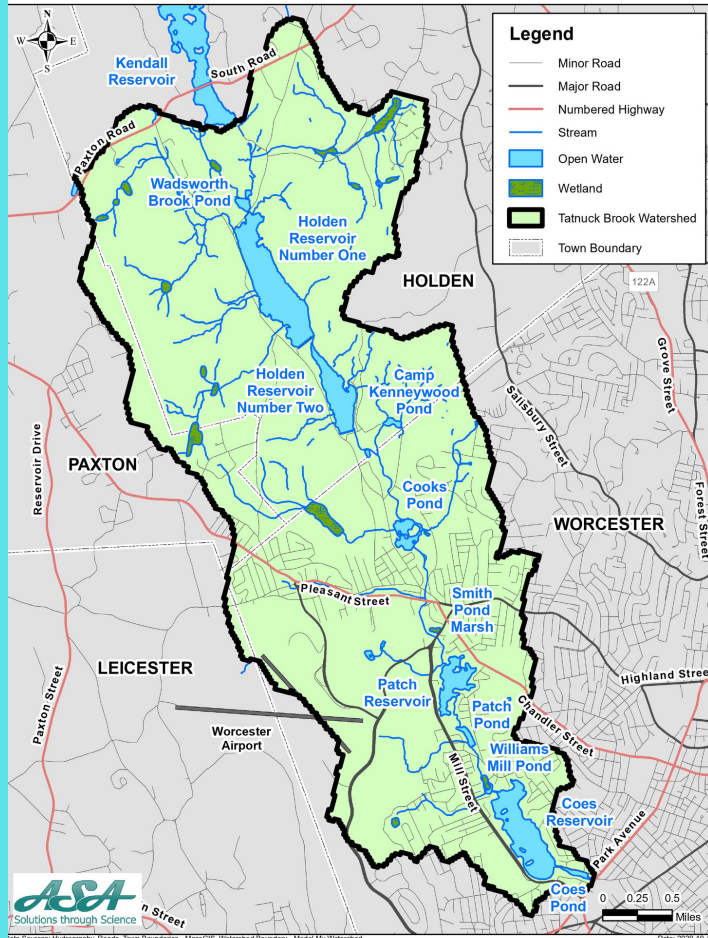 N
W
E
S
Kendall
Reservoir
South Road
Paxton Road
Legend
Minor Road
Major Road
Numbered Highway
Stream
Open Water
Wetland
Tatnuck Brook Watershed
Town Boundary
Wadsworth
Brook Pond
Holden
Reservoir
Number One
HOLDEN
122A
Grove Street
Holden
Reservoir
Number Two
Camp
Kenneywood
Pond
Salisbury Street
Reservoir Drive
PAXTON
Cooks
Pond
Forest Street
WORCESTER
Pleasant Street
Smith
Pond
Marsh
LEICESTER
Highland Stree
Paxton Street
Patch
Reservoir
Patch
Pond
Chandler Street
Worcester
Airport
Williams
Mill Pond
Mill Street
Coes
Reservoir
Park Avenue
Coes
Pond
ASA
Solutions through Science
n Street
0 0.25 0.5
Miles